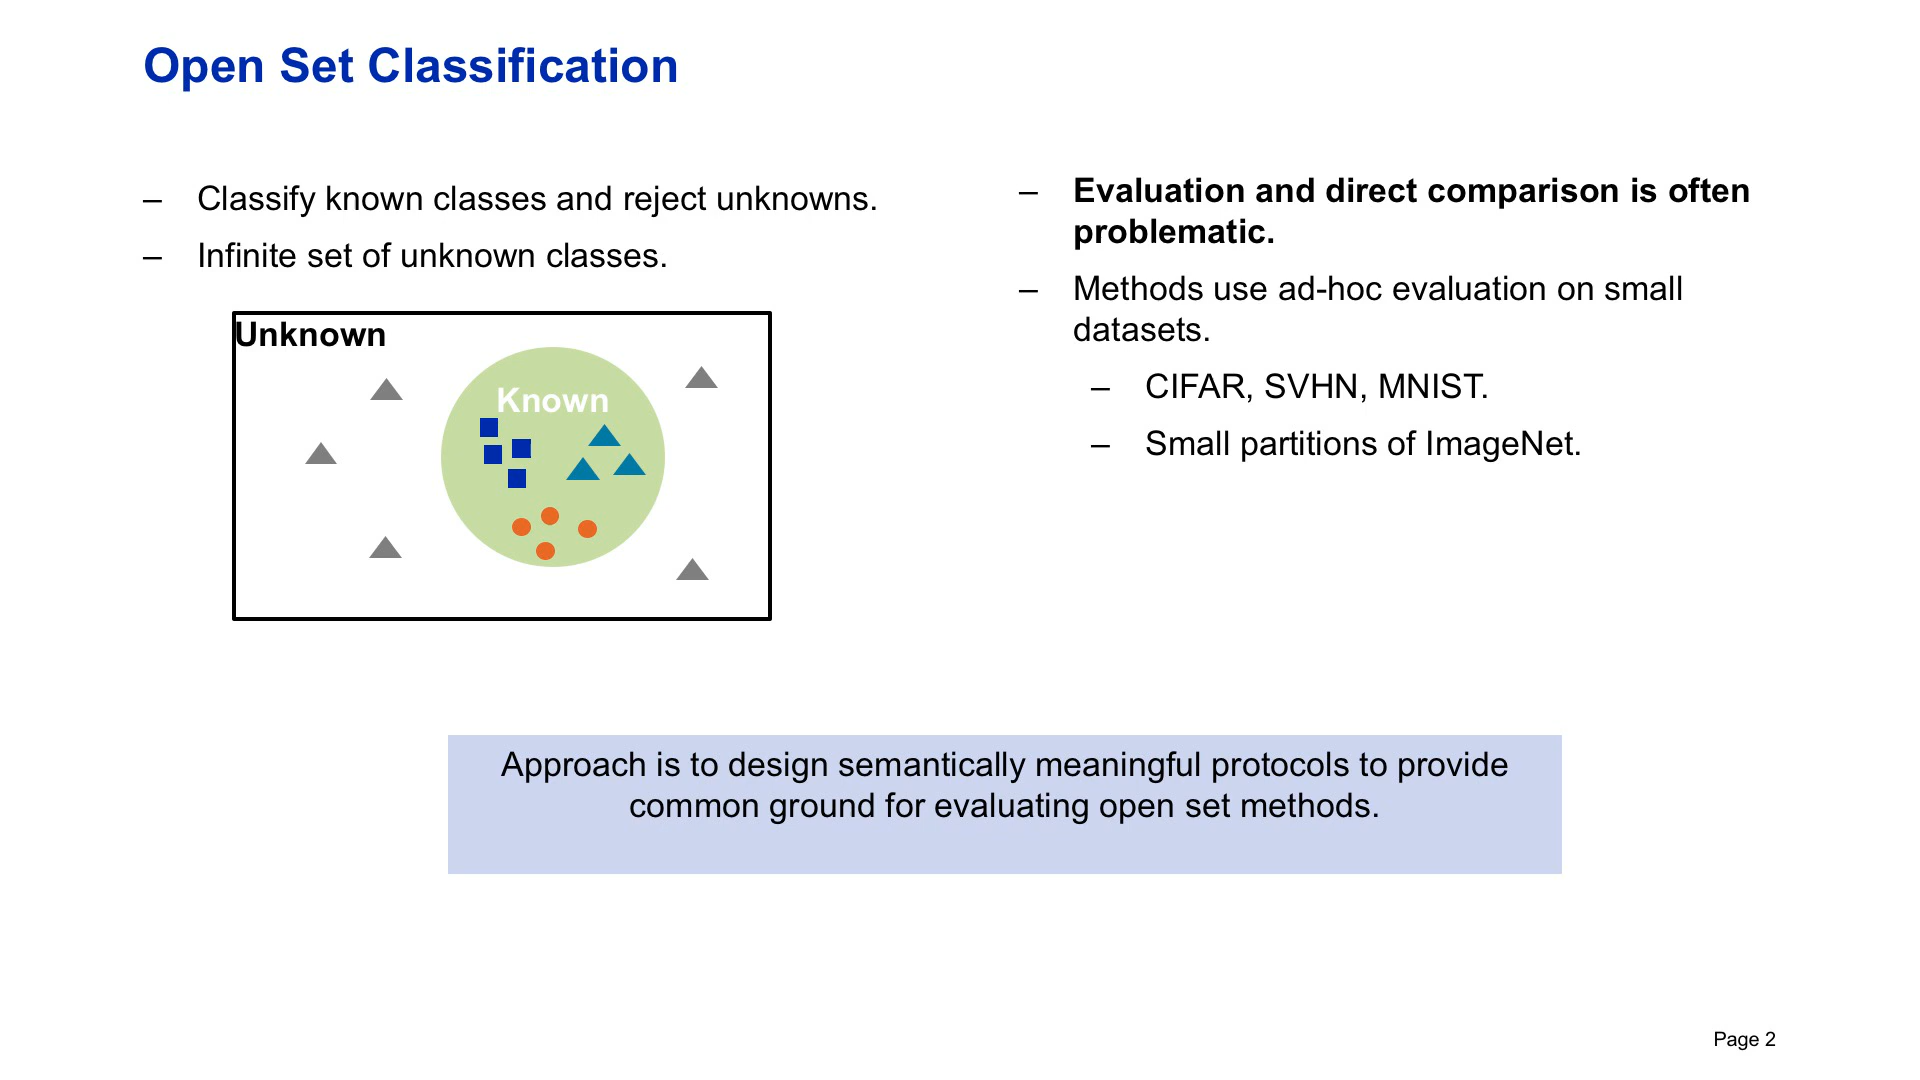 Open Set Classification
– Classify known classes and reject unknowns.
– Infinite set of unknown classes.
Unknown
Known
– Evaluation and direct comparison is often
problematic.
– Methods use ad-hoc evaluation on small
datasets.
– CIFAR, SVHN, MNIST.
– Small partitions of ImageNet.
Approach is to design semantically meaningful protocols to provide
common ground for evaluating open set methods.
Page 2